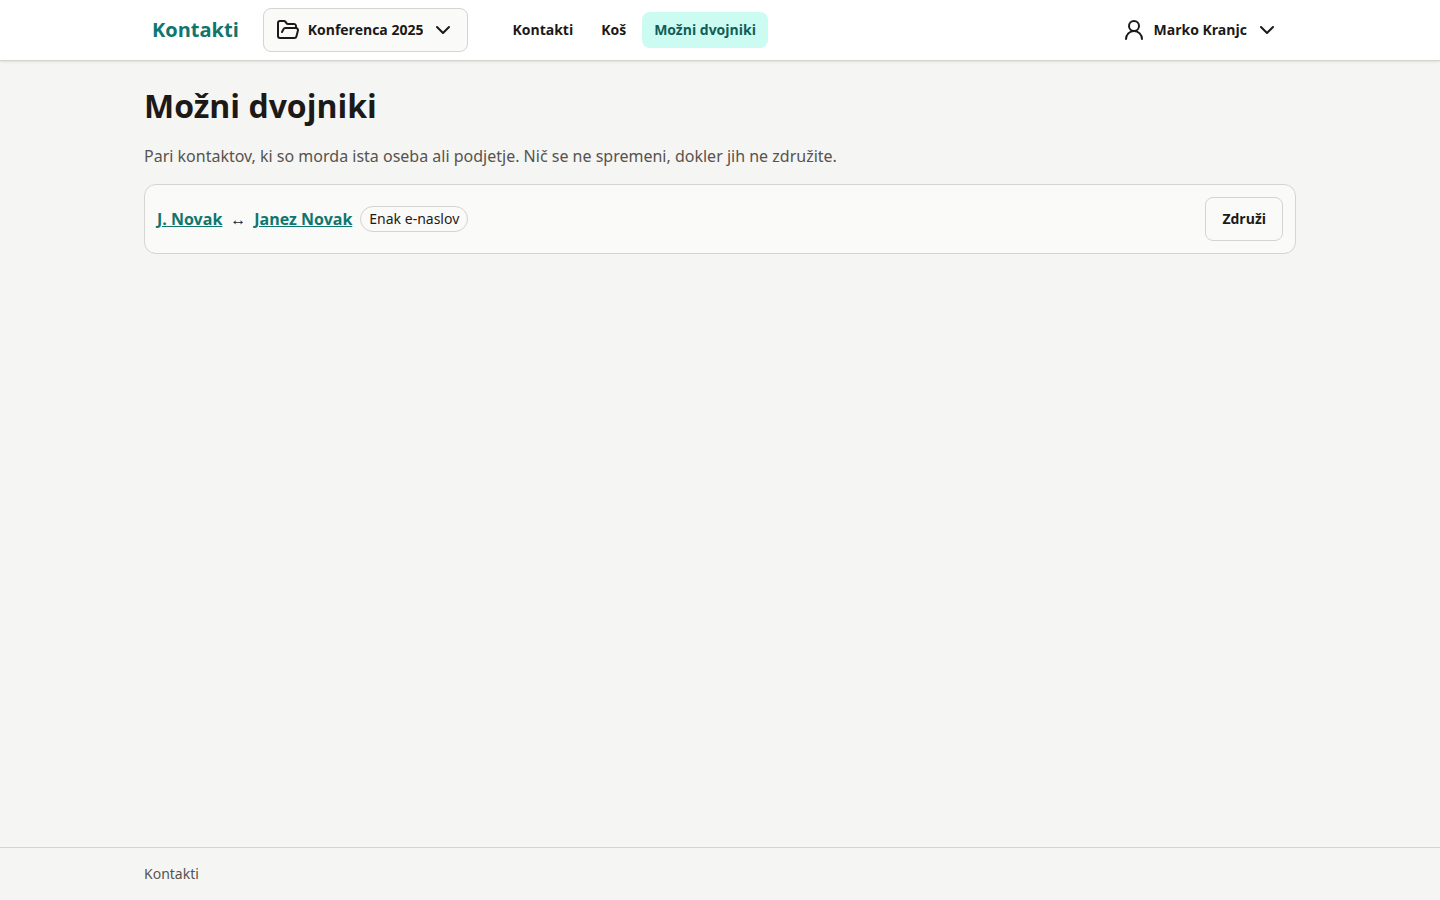 Kontakti Konferenca 2025 Kontakti Koš Možni dvojniki Marko Kranjc
Možni dvojniki
Pari kontaktov, ki so morda ista oseba ali podjetje. Nič se ne spremeni, dokler jih ne združite.
J. Novak ↔ Janez Novak Enak e-naslov Združi
Kontakti